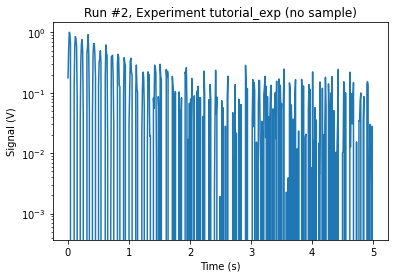 Run #2, Experiment tutorial_exp (no sample)
10⁰
10⁻¹
10⁻²
10⁻³
Signal (V)
0 1 2 3 4 5
Time (s)